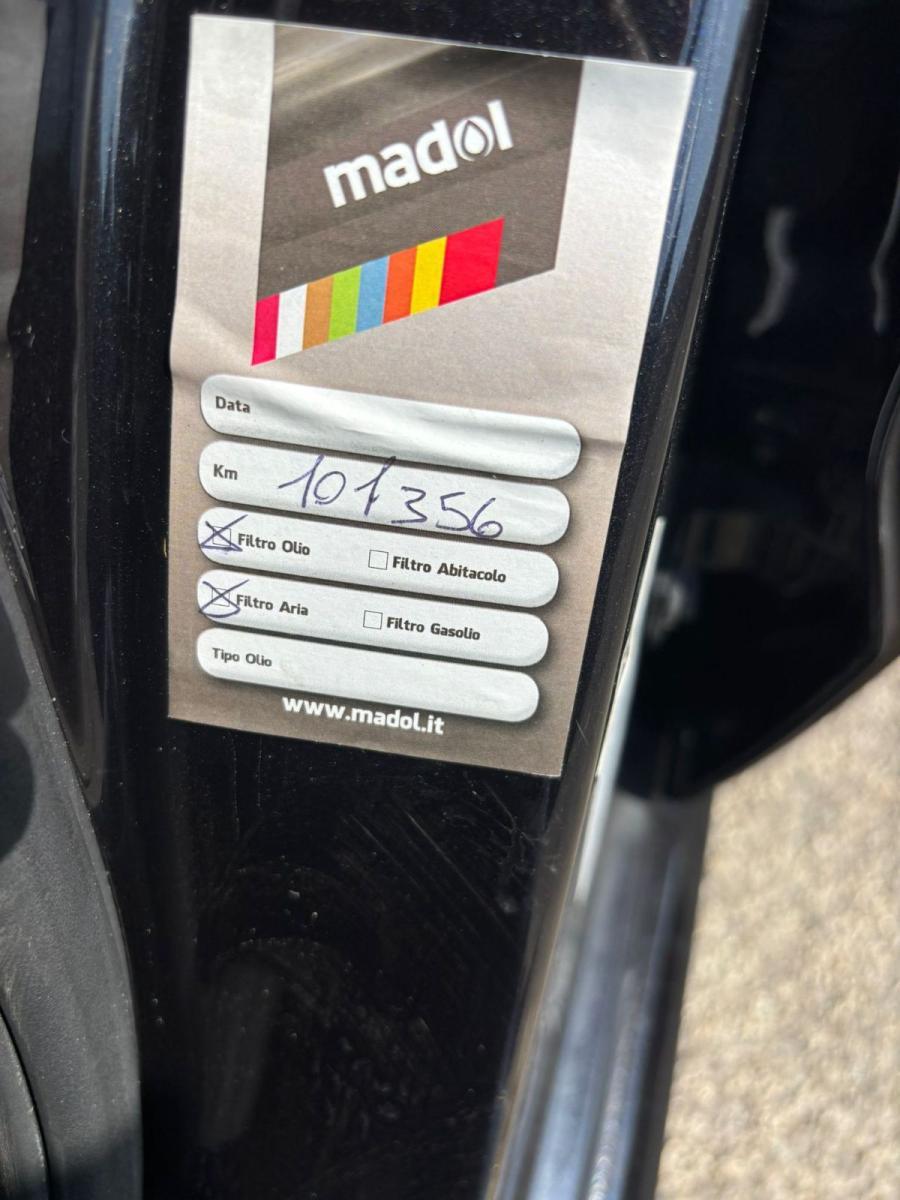 madol
Data
Km 101356
Filtro Olio Filtro Abitacolo
Filtro Aria Filtro Gasolio
Tipo Olio
www.madol.it